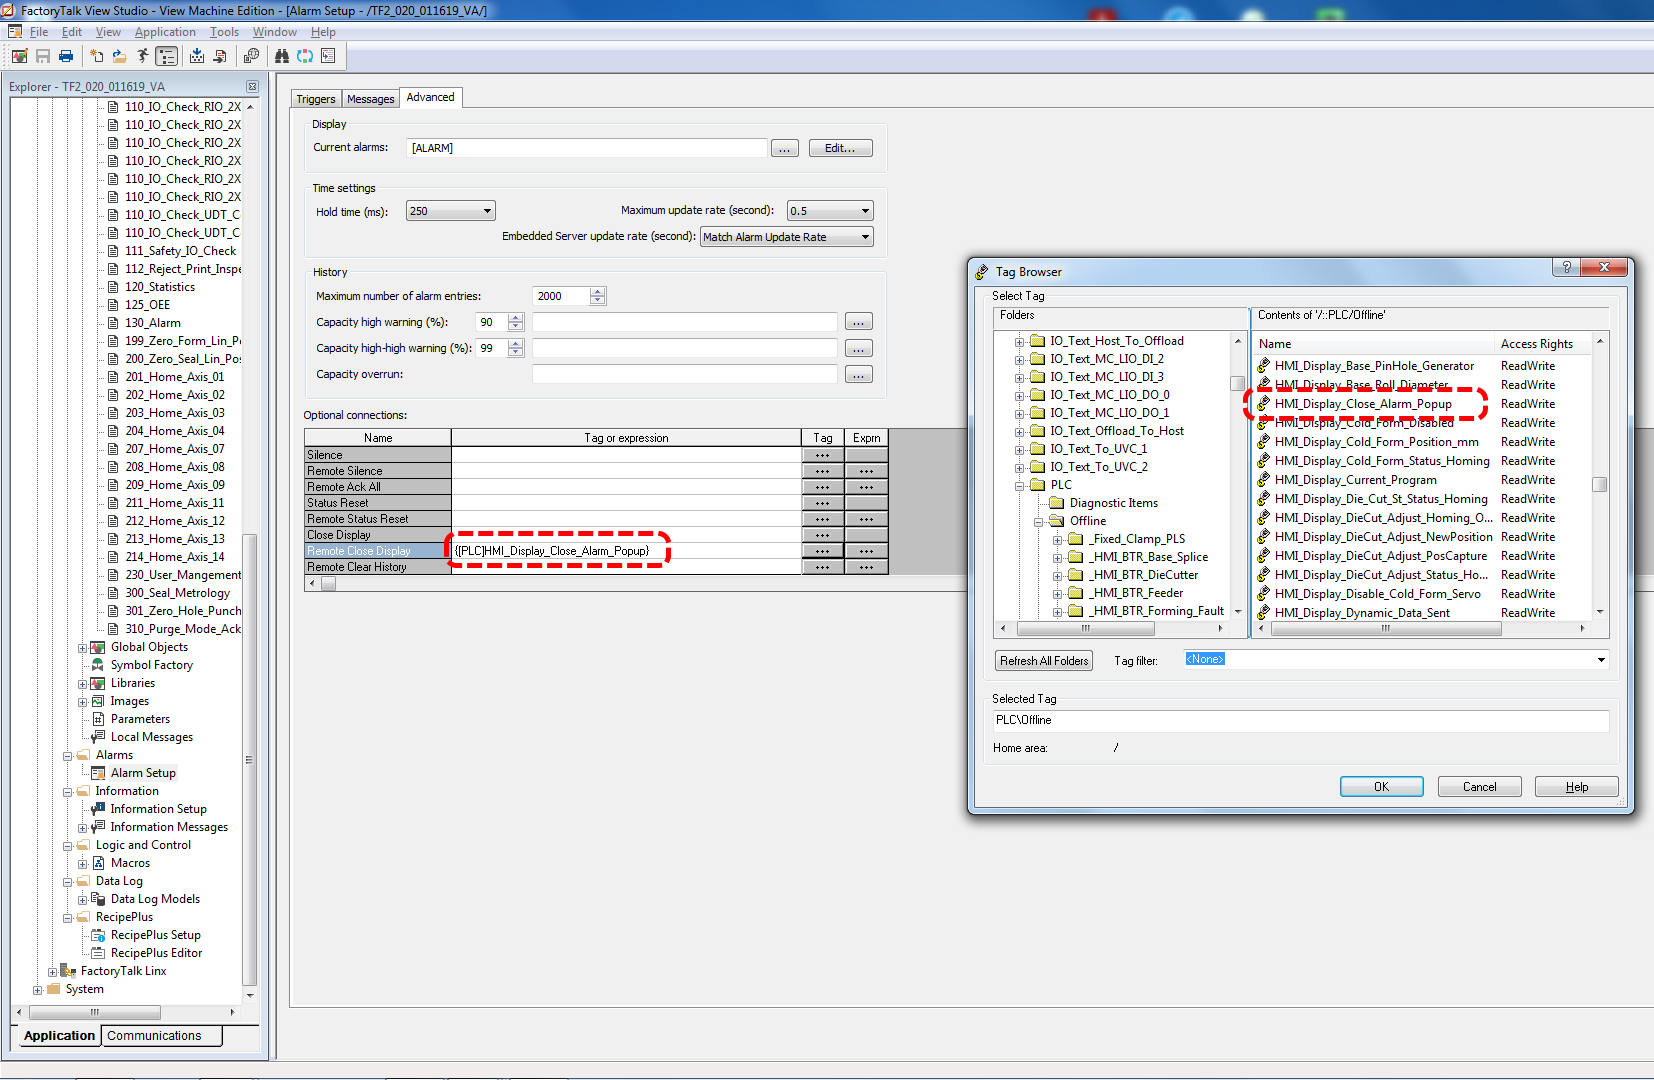 FactoryTalk View Studio - View Machine Edition - [Alarm Setup - /TF2_020_011619_VA/]
File Edit View Application Tools Window Help
Explorer - TF2_020_011619_VA
110_IO_Check_RIO_2X
110_IO_Check_RIO_2X
110_IO_Check_RIO_2X
110_IO_Check_RIO_2X
110_IO_Check_RIO_2X
110_IO_Check_RIO_2X
110_IO_Check_UDT_C
110_IO_Check_UDT_C
111_Safety_IO_Check
112_Reject_Print_Inspe
120_Statistics
125_OEE
130_Alarm
199_Zero_Form_Lin_P
200_Zero_Seal_Lin_Pos
201_Home_Axis_01
202_Home_Axis_02
203_Home_Axis_03
204_Home_Axis_04
207_Home_Axis_07
208_Home_Axis_08
209_Home_Axis_09
211_Home_Axis_11
212_Home_Axis_12
213_Home_Axis_13
214_Home_Axis_14
230_User_Mangement
300_Seal_Metrology
301_Zero_Hole_Punch
310_Purge_Mode_Ack
Global Objects
Symbol Factory
Libraries
Images
Parameters
Local Messages
Alarms
Alarm Setup
Information
Information Setup
Information Messages
Logic and Control
Macros
Data Log
Data Log Models
RecipePlus
RecipePlus Setup
RecipePlus Editor
FactoryTalk Linx
System
Application Communications
Triggers Messages Advanced
Display
Current alarms: [ALARM] ... Edit...
Time settings
Hold time (ms): 250 Maximum update rate (second): 0.5
Embedded Server update rate (second): Match Alarm Update Rate
History
Maximum number of alarm entries: 2000
Capacity high warning (%): 90 ...
Capacity high-high warning (%): 99 ...
Capacity overrun: ...
Optional connections:
Name Tag or expression Tag Exprn
Silence ...
Remote Silence ... ...
Remote Ack All ... ...
Status Reset ...
Remote Status Reset ... ...
Close Display ...
Remote Close Display {[PLC]HMI_Display_Close_Alarm_Popup} ... ...
Remote Clear History ... ...
Tag Browser
Select Tag
Folders
IO_Text_Host_To_Offload
IO_Text_MC_LIO_DI_2
IO_Text_MC_LIO_DI_3
IO_Text_MC_LIO_DO_0
IO_Text_MC_LIO_DO_1
IO_Text_Offload_To_Host
IO_Text_To_UVC_1
IO_Text_To_UVC_2
PLC
Diagnostic Items
Offline
_Fixed_Clamp_PLS
_HMI_BTR_Base_Splice
_HMI_BTR_DieCutter
_HMI_BTR_Feeder
_HMI_BTR_Forming_Fault
Contents of '/::PLC/Offline'
Name Access Rights
HMI_Display_Base_PinHole_Generator ReadWrite
HMI_Display_Base_Roll_Diameter ReadWrite
HMI_Display_Close_Alarm_Popup ReadWrite
HMI_Display_Cold_Form_Disabled ReadWrite
HMI_Display_Cold_Form_Position_mm ReadWrite
HMI_Display_Cold_Form_Status_Homing ReadWrite
HMI_Display_Current_Program ReadWrite
HMI_Display_Die_Cut_St_Status_Homing ReadWrite
HMI_Display_DieCut_Adjust_Homing_O... ReadWrite
HMI_Display_DieCut_Adjust_NewPosition ReadWrite
HMI_Display_DieCut_Adjust_PosCapture ReadWrite
HMI_Display_DieCut_Adjust_Status_Ho... ReadWrite
HMI_Display_Disable_Cold_Form_Servo ReadWrite
HMI_Display_Dynamic_Data_Sent ReadWrite
Refresh All Folders Tag filter: <None>
Selected Tag
PLC\Offline
Home area: /
OK Cancel Help